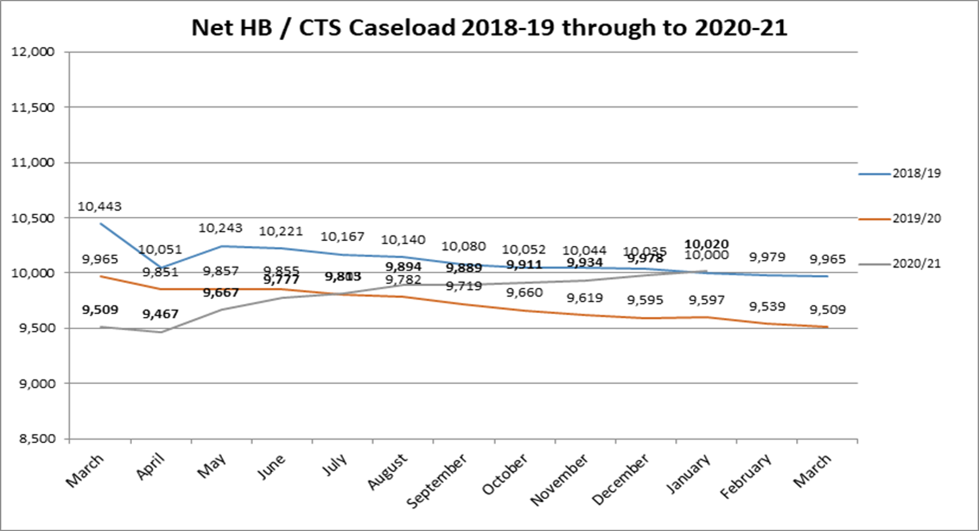 Net HB / CTS Caseload 2018-19 through to 2020-21
12,000
11,500
11,000
10,500
10,000
9,500
9,000
8,500
10,443 10,051 10,243 10,221 10,167 10,140 10,080 10,052 10,044 10,035 10,000 9,979 9,965
9,965 9,851 9,857 9,855 9,782 9,719 9,660 9,619 9,595 9,597 9,539 9,509
9,509 9,467 9,667 9,777 9,894 9,889 9,911 9,934 9,978 10,020
March
April
May
June
July
August
September
October
November
December
January
February
March
2018/19
2019/20
2020/21